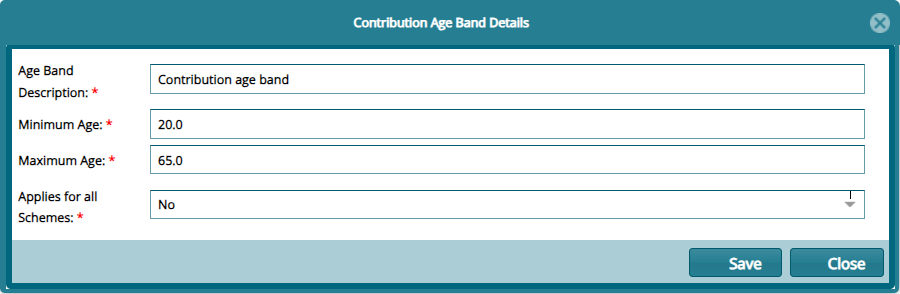 Contribution Age Band Details
Age Band
Description: *
Contribution age band
Minimum Age: *
20.0
Maximum Age: *
65.0
Applies for all
Schemes: *
No
Save
Close